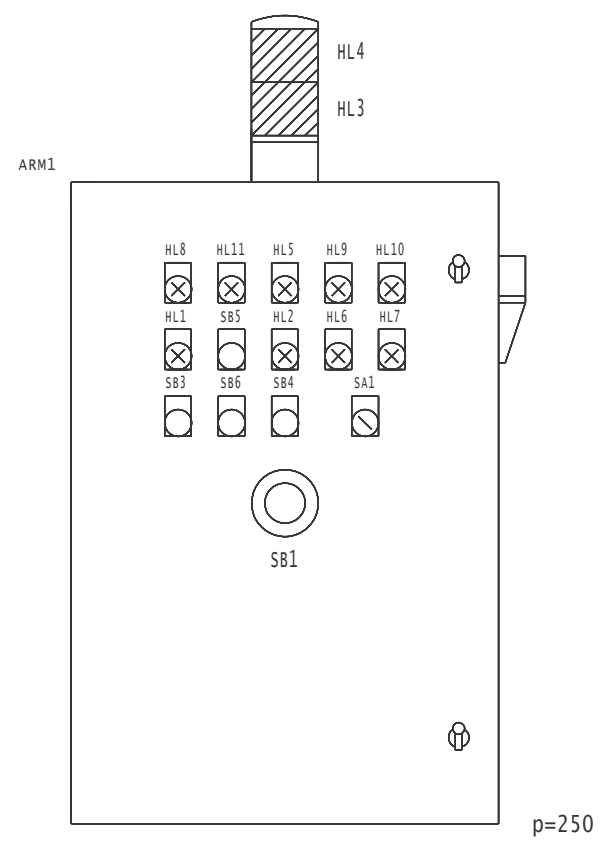 HL4
HL3
ARM1
HL8 HL11 HL5 HL9 HL10
HL1 SB5 HL2 HL6 HL7
SB3 SB6 SB4 SA1
SB1
p=250